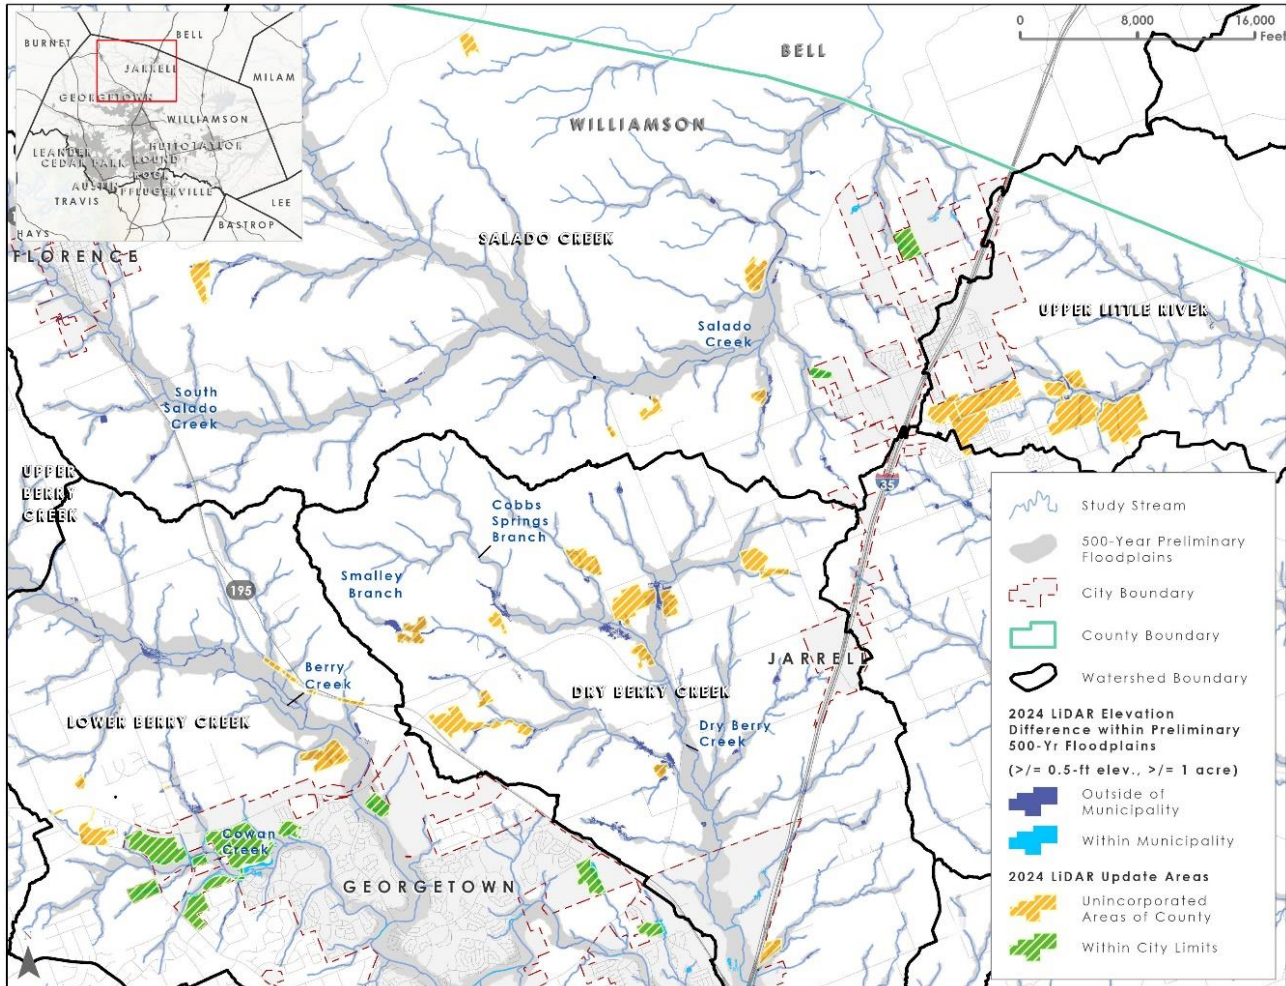 BURNET
BELL
JARRELL
MILAM
GEORGETOWN
WILLIAMSON
HUTTO
TAYLOR
LEANDER
CEDAR PARK
ROUND
ROCK
AUSTIN
PFLUGERVILLE
TRAVIS
LEE
BASTROP
HAYS
0 8,000 16,000
Feet
BELL
WILLIAMSON
SALADO CREEK
FLORENCE
UPPER LITTLE RIVER
Salado
Creek
South
Salado
Creek
UPPER
BERRY
CREEK
35
Cobbs
Springs
Branch
Smalley
Branch
195
JARRELL
Berry
Creek
DRY BERRY CREEK
LOWER BERRY CREEK
Dry Berry
Creek
Cowan
Creek
GEORGETOWN
Study Stream
500-Year Preliminary
Floodplains
City Boundary
County Boundary
Watershed Boundary
2024 LiDAR Elevation
Difference within Preliminary
500-Yr Floodplains
(>/= 0.5-ft elev., >/= 1 acre)
Outside of
Municipality
Within Municipality
2024 LiDAR Update Areas
Unincorporated
Areas of County
Within City Limits